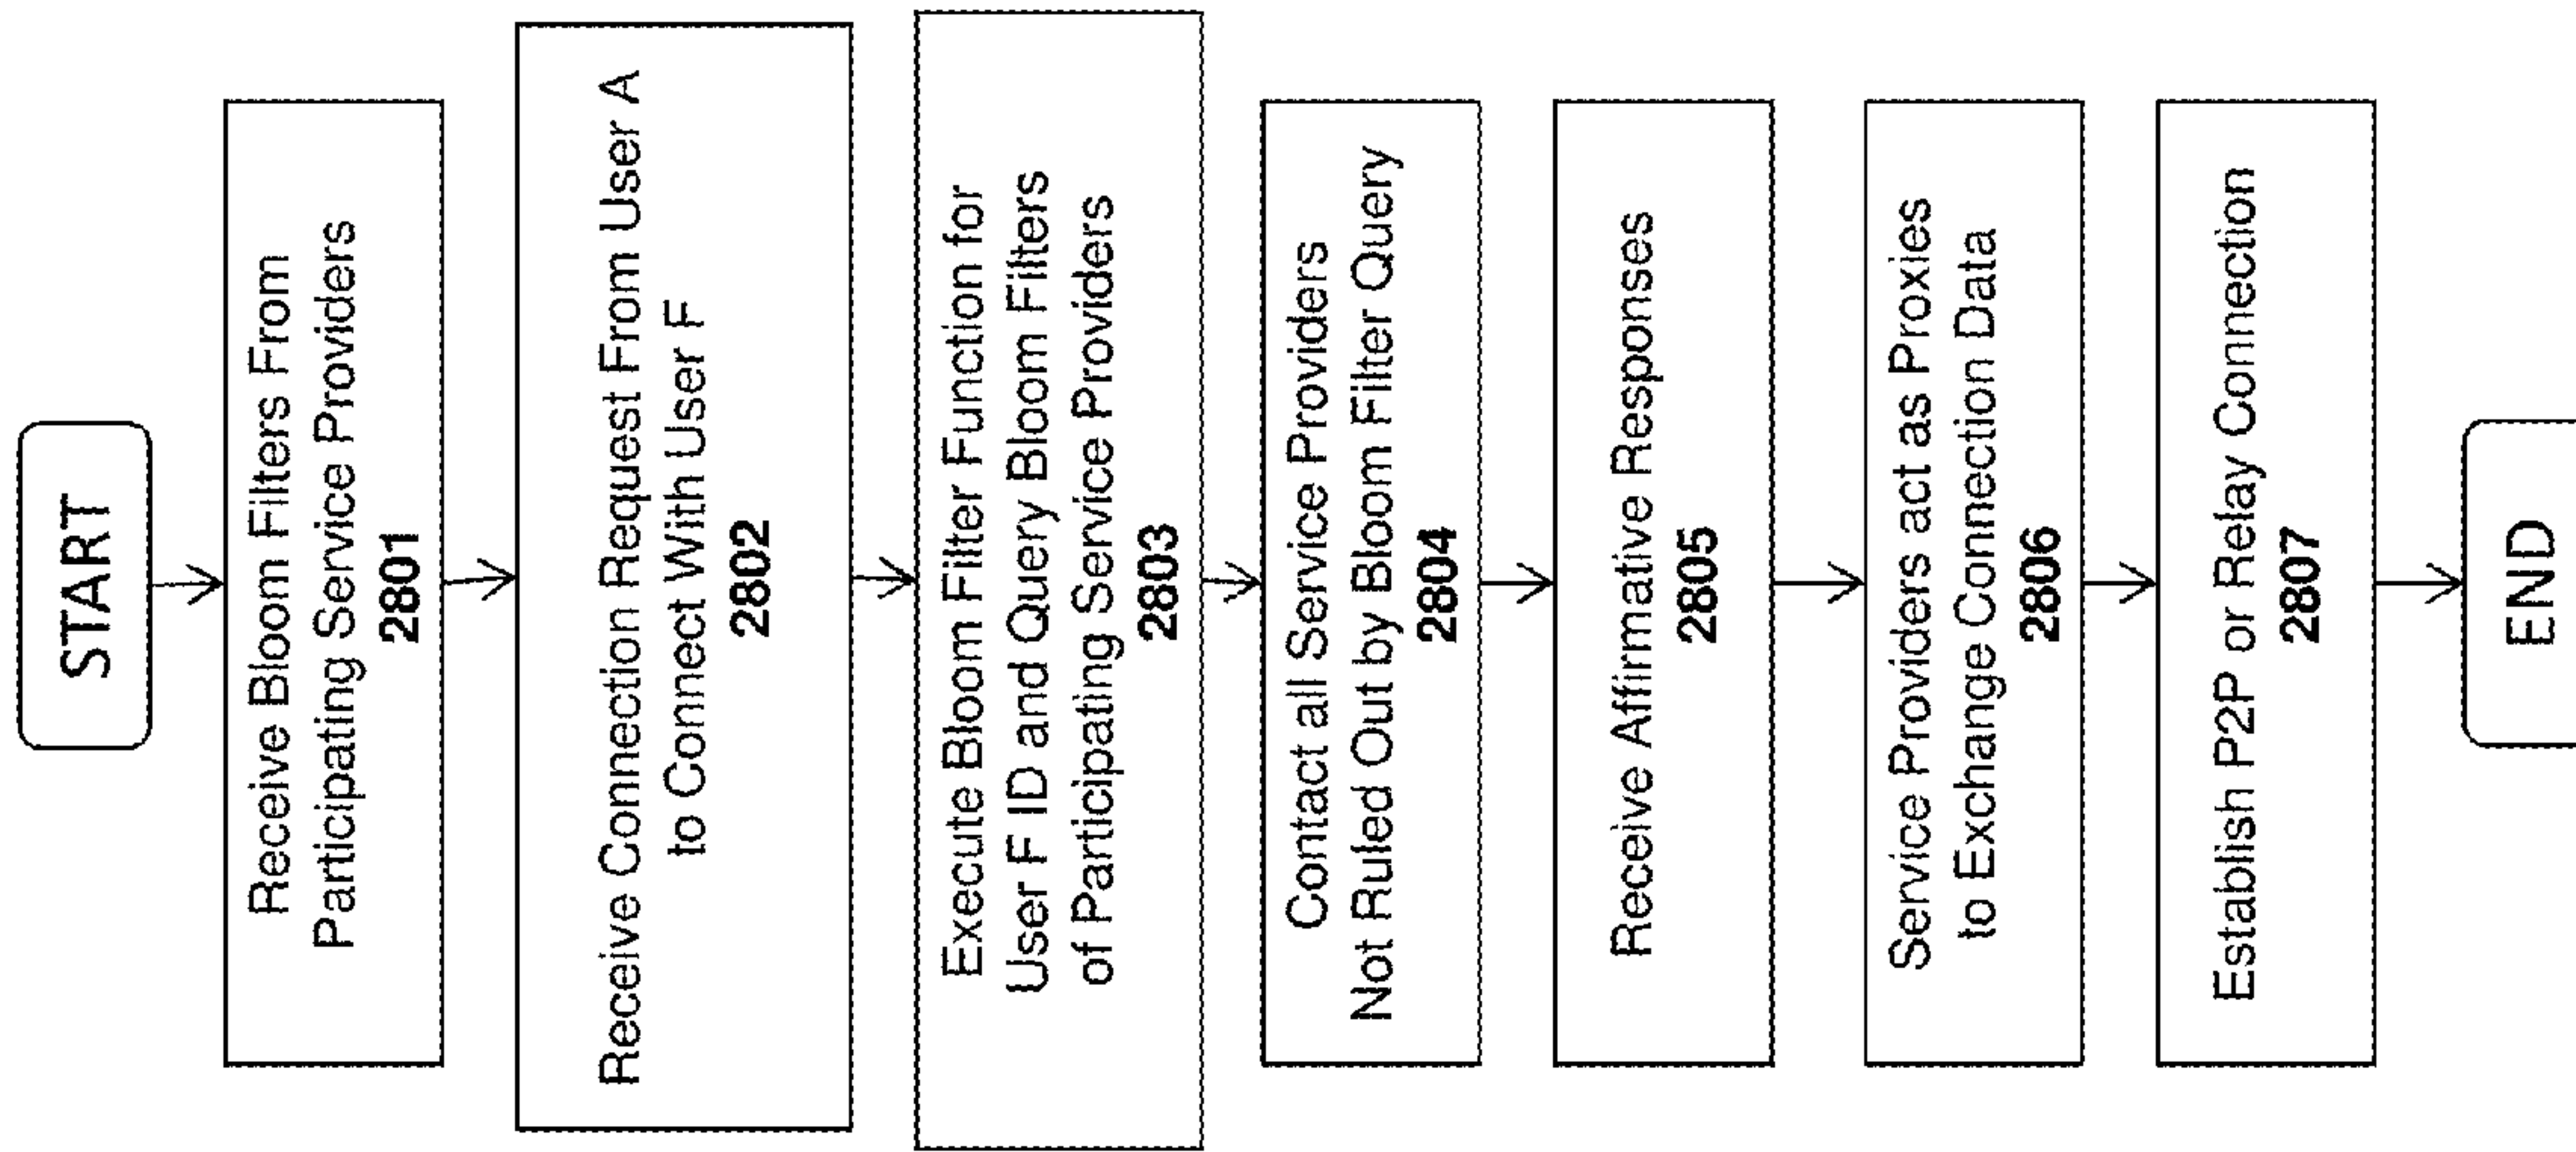 START
Receive Bloom Filters From
Participating Service Providers
2801
Receive Connection Request From User A
to Connect With User F
2802
Execute Bloom Filter Function for
User F ID and Query Bloom Filters
of Participating Service Providers
2803
Contact all Service Providers
Not Ruled Out by Bloom Filter Query
2804
Receive Affirmative Responses
2805
Service Providers act as Proxies
to Exchange Connection Data
2806
Establish P2P or Relay Connection
2807
END